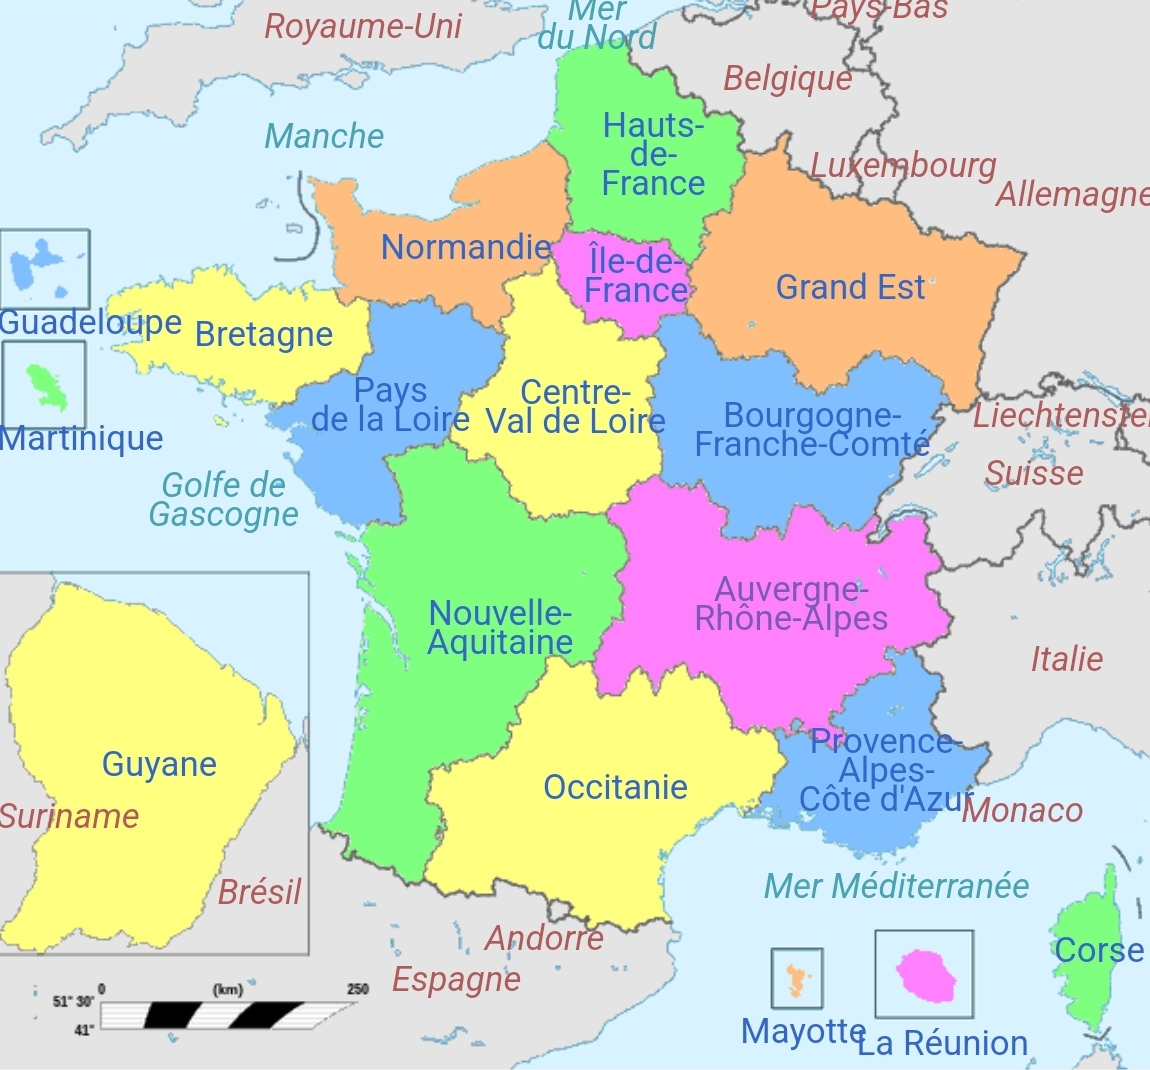 Mer
du Nord
Pays-Bas
Royaume-Uni
Belgique
Manche
Hauts-
de-
France
Luxembourg
Allemagne
Normandie
Île-de-
France
Grand Est
Guadeloupe
Bretagne
Pays
de la Loire
Centre-
Val de Loire
Bourgogne-
Franche-Comté
Liechtenste
Suisse
Martinique
Golfe de
Gascogne
Auvergne-
Rhône-Alpes
Nouvelle-
Aquitaine
Italie
Guyane
Suriname
Brésil
Occitanie
Provence-
Alpes-
Côte d'Azur
Monaco
Mer Méditerranée
Andorre
Espagne
Corse
Mayotte
La Réunion
0 (km) 250
51° 30'
41°